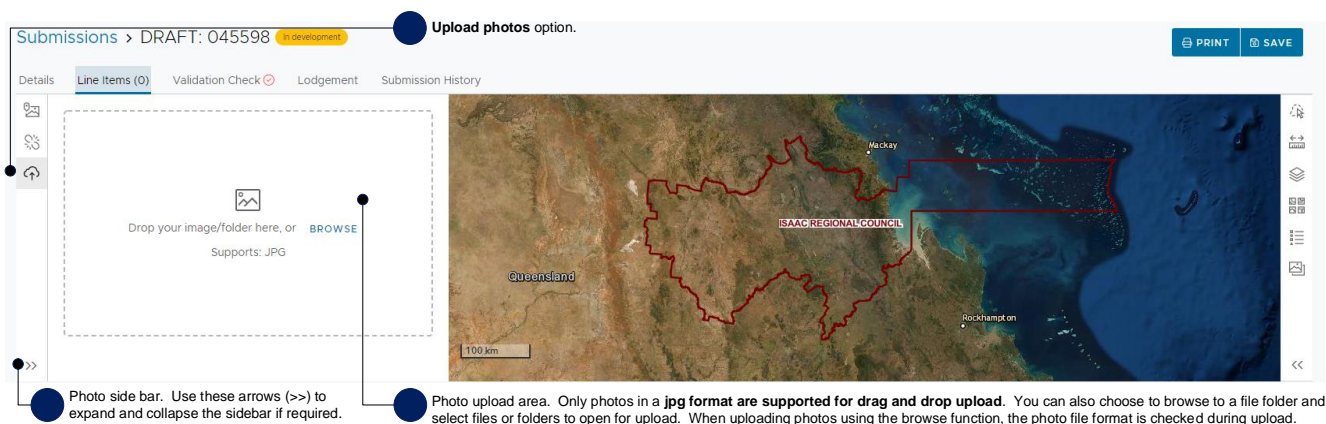 Upload photos option.
Submissions > DRAFT: 045598 In development
PRINT SAVE
Details Line Items (0) Validation Check Lodgement Submission History
Drop your image/folder here, or BROWSE
Supports: JPG
Mackay
ISAAC REGIONAL COUNCIL
Queensland
Rockhampton
100 km
>>
<<
Photo side bar. Use these arrows (>>) to
expand and collapse the sidebar if required.
Photo upload area. Only photos in a jpg format are supported for drag and drop upload. You can also choose to browse to a file folder and
select files or folders to open for upload. When uploading photos using the browse function, the photo file format is checked during upload.